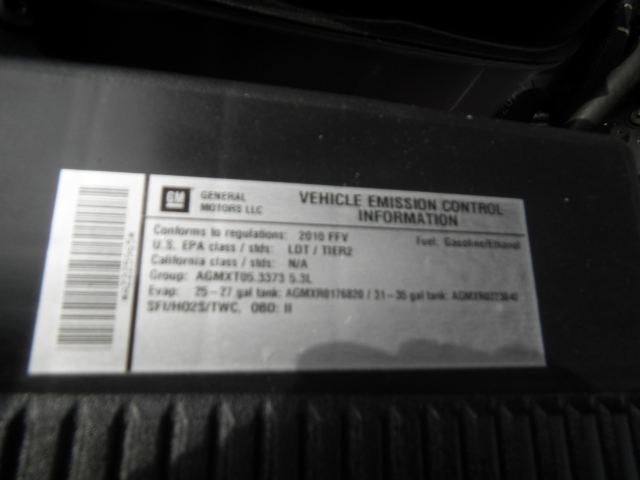 GM
GENERAL MOTORS LLC
VEHICLE EMISSION CONTROL INFORMATION
Conforms to regulations: 2010 FFV
Fuel: Gasoline/Ethanol
U.S. EPA class / stds: LDT / TIER2
California class / stds: N/A
Group: AGMXT05.3373 5.3L
Evap: 25-27 gal tank: AGMXR0176820 / 31-35 gal tank:
SFI/HO2S/TWC, OBD: II